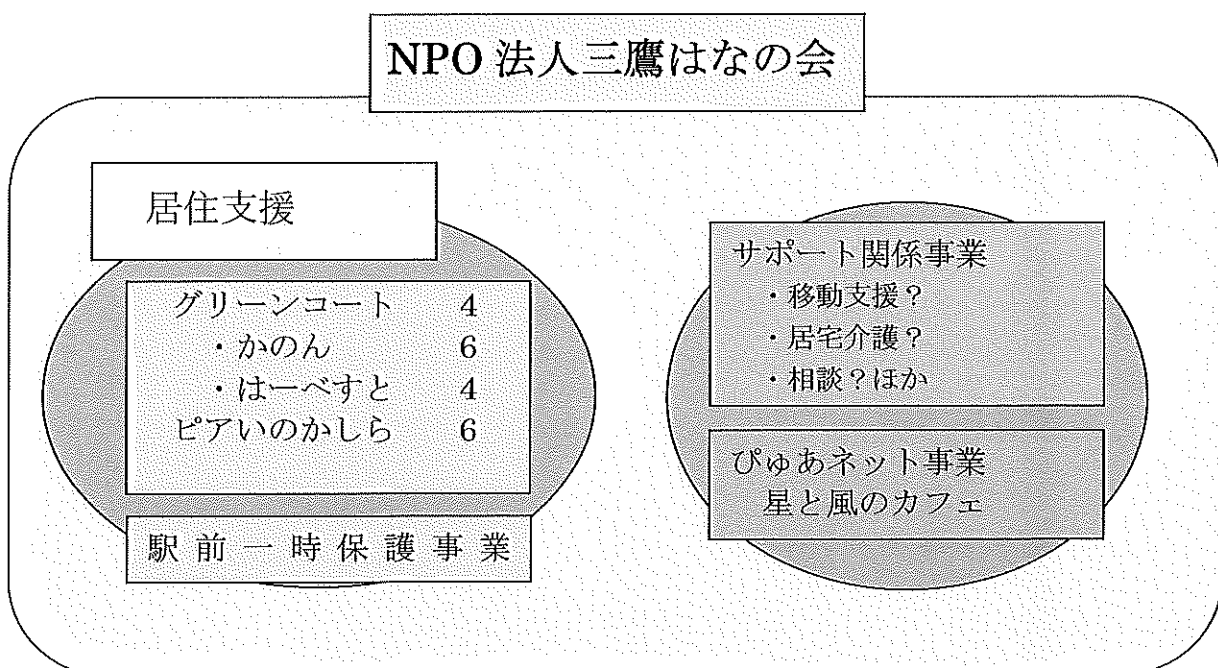 NPO 法人三鷹はなの会
居住支援
グリーンコート 4
・かのん 6
・はーべすと 4
ピアいのかしら 6
駅前一時保護事業
サポート関係事業
・移動支援？
・居宅介護？
・相談？ほか
ぴゅあネット事業
星と風のカフェ